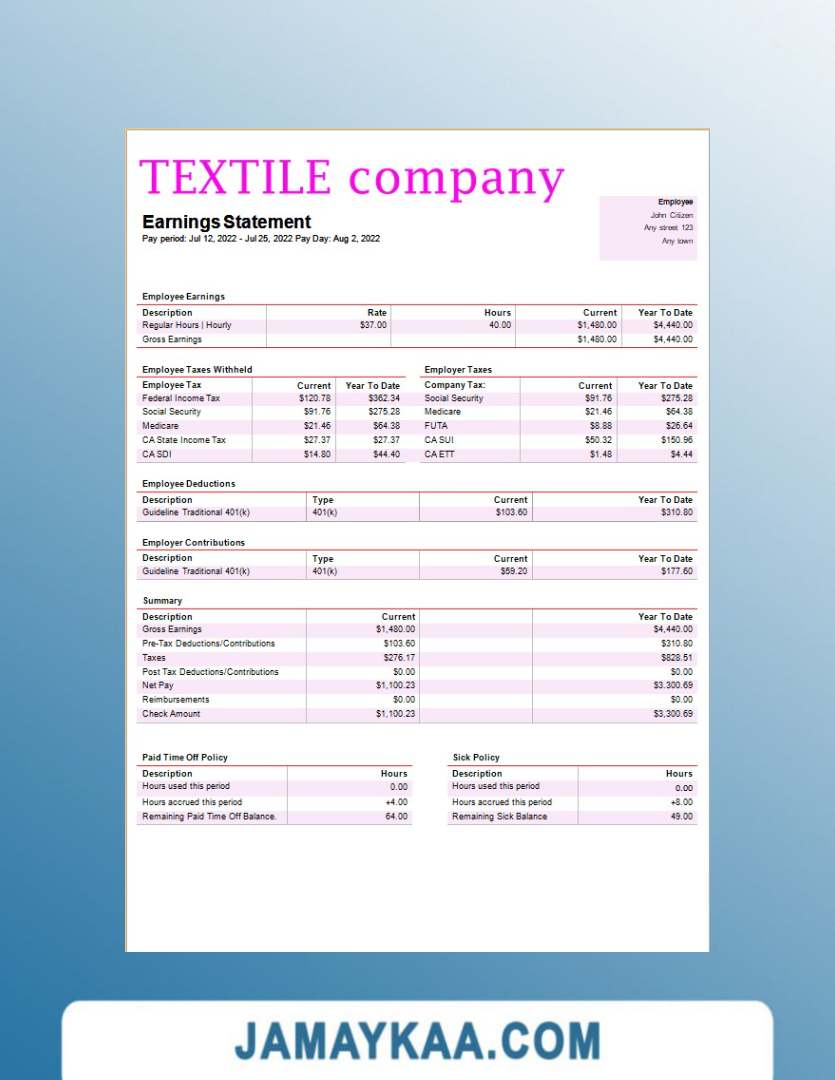 TEXTILE company
Employee
John Citizen
Any street 123
Any town
Earnings Statement
Pay period: Jul 12, 2022 - Jul 25, 2022 Pay Day: Aug 2, 2022
Employee Earnings
Description Rate Hours Current Year To Date
Regular Hours | Hourly $37.00 40.00 $1,480.00 $4,440.00
Gross Earnings $1,480.00 $4,440.00
Employee Taxes Withheld
Employee Tax Current Year To Date
Federal Income Tax $120.78 $362.34
Social Security $91.76 $275.28
Medicare $21.46 $64.38
CA State Income Tax $27.37 $27.37
CA SDI $14.80 $44.40
Employer Taxes
Company Tax: Current Year To Date
Social Security $91.76 $275.28
Medicare $21.46 $64.38
FUTA $8.88 $26.64
CA SUI $50.32 $150.96
CA ETT $1.48 $4.44
Employee Deductions
Description Type Current Year To Date
Guideline Traditional 401(k) 401(k) $103.60 $310.80
Employer Contributions
Description Type Current Year To Date
Guideline Traditional 401(k) 401(k) $59.20 $177.60
Summary
Description Current Year To Date
Gross Earnings $1,480.00 $4,440.00
Pre-Tax Deductions/Contributions $103.60 $310.80
Taxes $276.17 $828.51
Post Tax Deductions/Contributions $0.00 $0.00
Net Pay $1,100.23 $3.300.69
Reimbursements $0.00 $0.00
Check Amount $1,100.23 $3,300.69
Paid Time Off Policy
Description Hours
Hours used this period 0.00
Hours accrued this period +4.00
Remaining Paid Time Off Balance. 64.00
Sick Policy
Description Hours
Hours used this period 0.00
Hours accrued this period +8.00
Remaining Sick Balance 49.00
JAMAYKAA.COM